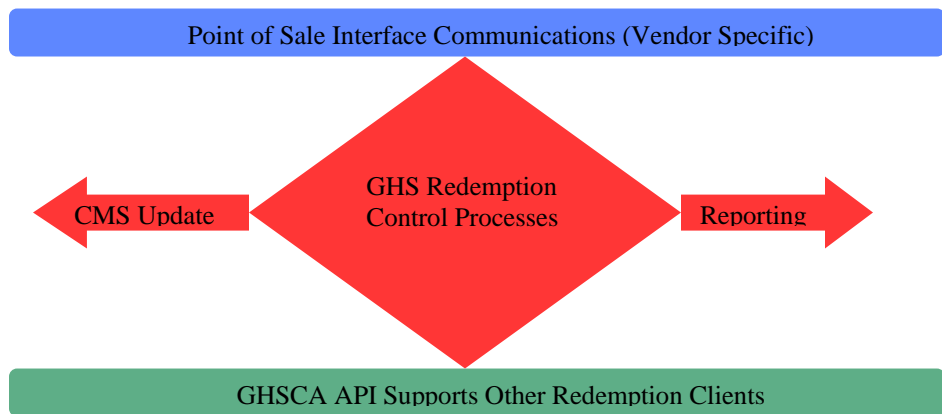 Point of Sale Interface Communications (Vendor Specific)
GHS Redemption
Control Processes
CMS Update
Reporting
GHSCA API Supports Other Redemption Clients